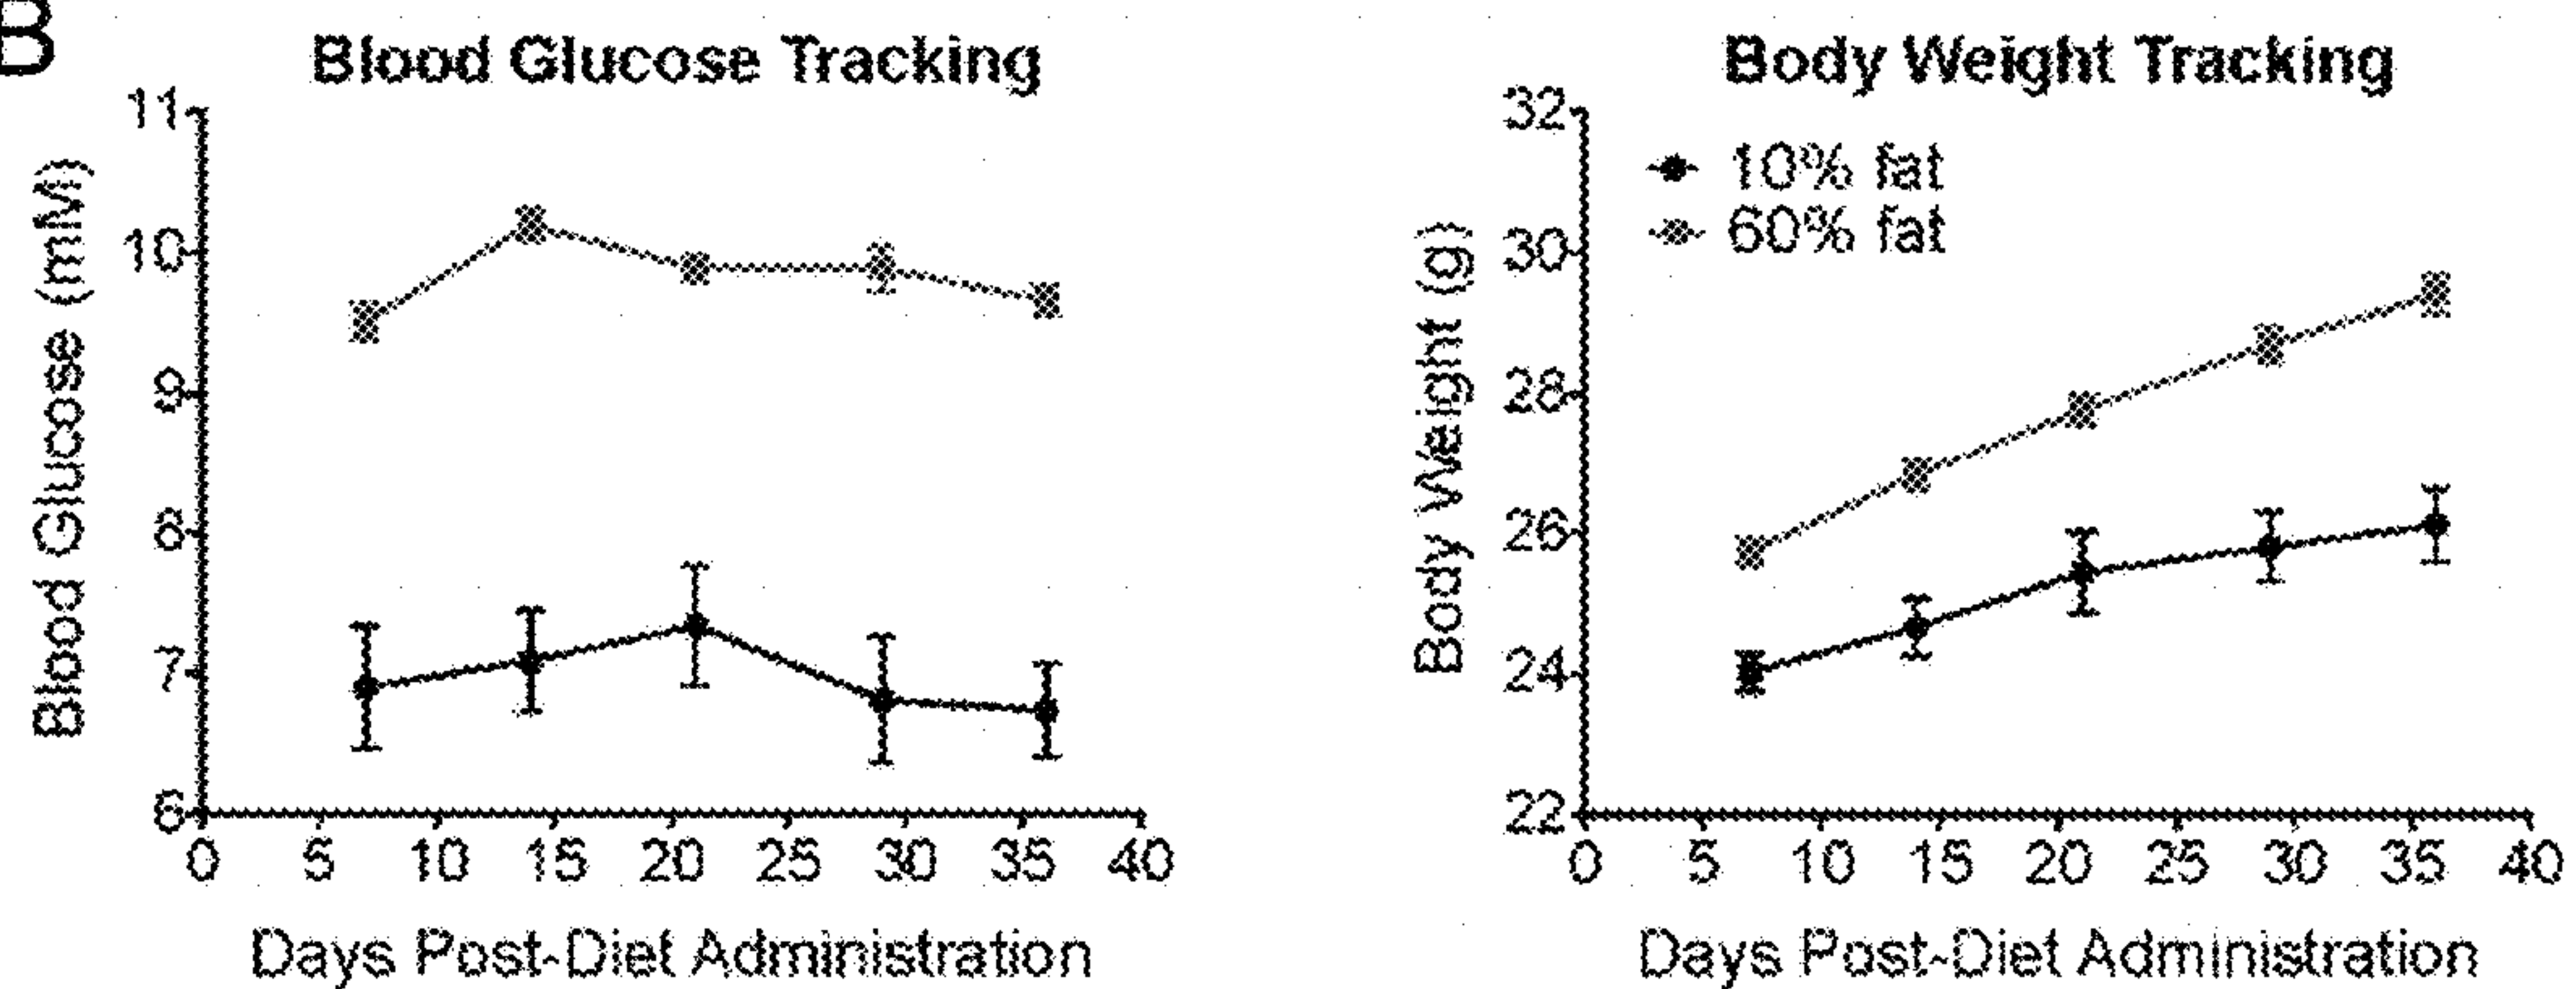 B
Blood Glucose Tracking
Blood Glucose (mM)
11
10
9
8
7
6
0 5 10 15 20 25 30 35 40
Days Post-Diet Administration
Body Weight Tracking
Body Weight (g)
32
30
28
26
24
22
10% fat
60% fat
0 5 10 15 20 25 30 35 40
Days Post-Diet Administration